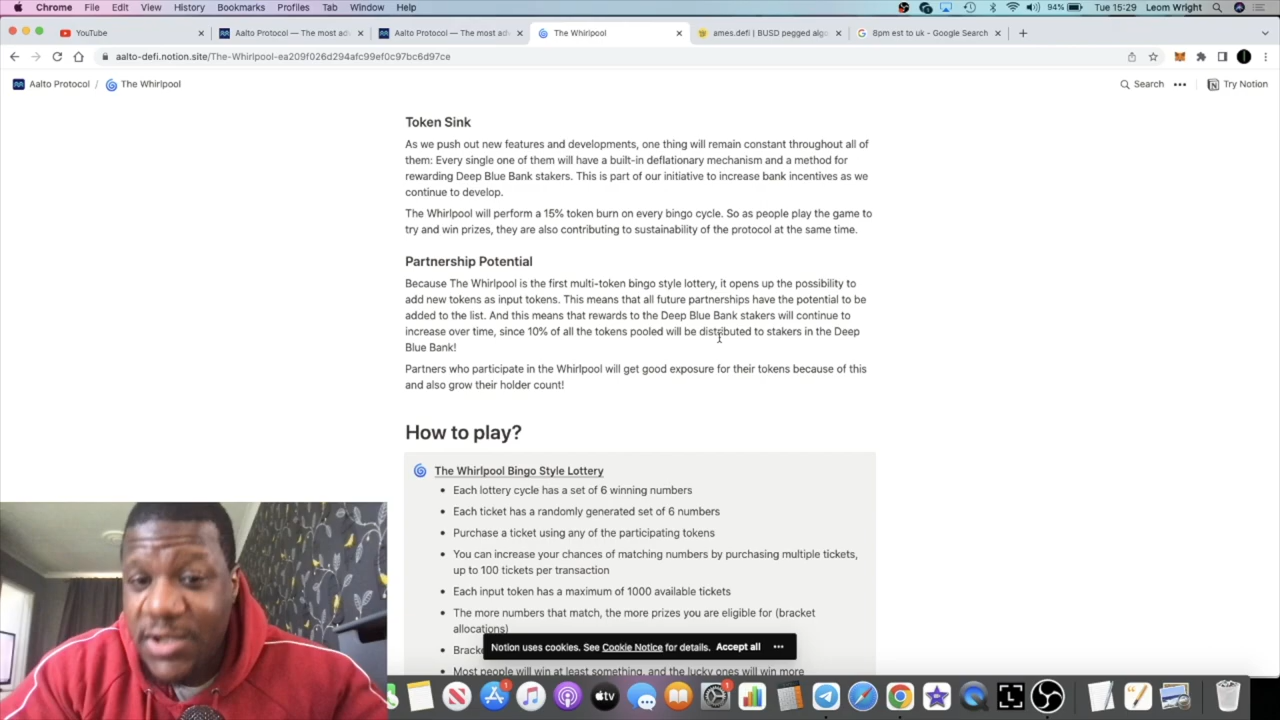 Chrome File Edit View History Bookmarks Profiles Tab Window Help 94% Tue 15:29 Leom Wright
YouTube Aalto Protocol — The most ad Aalto Protocol — The most ad The Whirlpool ames.defi | BUSD pegged alg 8pm est to uk - Google Search
aalto-defi.notion.site/The-Whirlpool-ea209f026d294afc99ef0c97bc6d97ce
Aalto Protocol / The Whirlpool Search Try Notion
Token Sink
As we push out new features and developments, one thing will remain constant throughout all of
them: Every single one of them will have a built-in deflationary mechanism and a method for
rewarding Deep Blue Bank stakers. This is part of our initiative to increase bank incentives as we
continue to develop.
The Whirlpool will perform a 15% token burn on every bingo cycle. So as people play the game to
try and win prizes, they are also contributing to sustainability of the protocol at the same time.
Partnership Potential
Because The Whirlpool is the first multi-token bingo style lottery, it opens up the possibility to
add new tokens as input tokens. This means that all future partnerships have the potential to be
added to the list. And this means that rewards to the Deep Blue Bank stakers will continue to
increase over time, since 10% of all the tokens pooled will be distributed to stakers in the Deep
Blue Bank!
Partners who participate in the Whirlpool will get good exposure for their tokens because of this
and also grow their holder count!
How to play?
The Whirlpool Bingo Style Lottery
• Each lottery cycle has a set of 6 winning numbers
• Each ticket has a randomly generated set of 6 numbers
• Purchase a ticket using any of the participating tokens
• You can increase your chances of matching numbers by purchasing multiple tickets,
up to 100 tickets per transaction
• Each input token has a maximum of 1000 available tickets
• The more numbers that match, the more prizes you are eligible for (bracket
allocations)
Notion uses cookies. See Cookie Notice for details. Accept all
• Brack
• Most people will win at least something, and the lucky ones will win more
tv